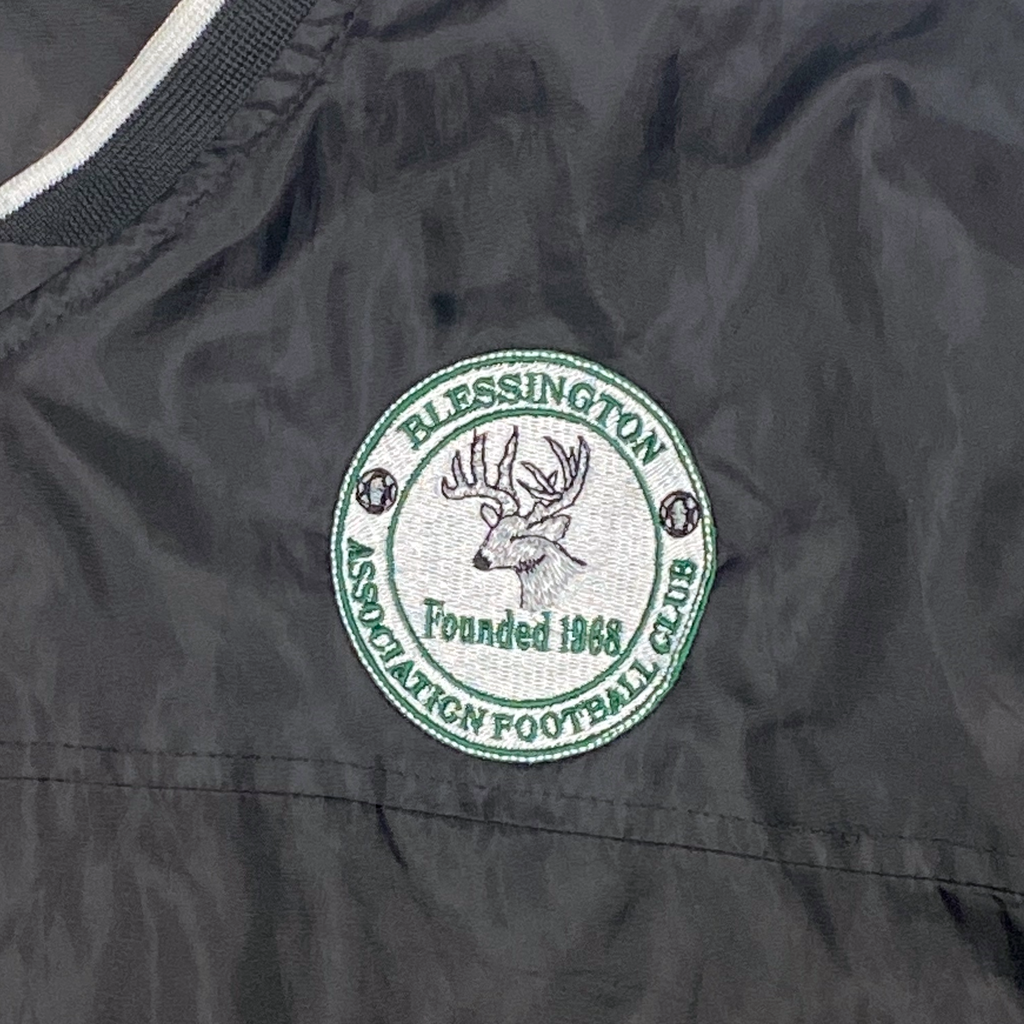 BLESSINGTON
Founded 1968
ASSOCIATION FOOTBALL CLUB